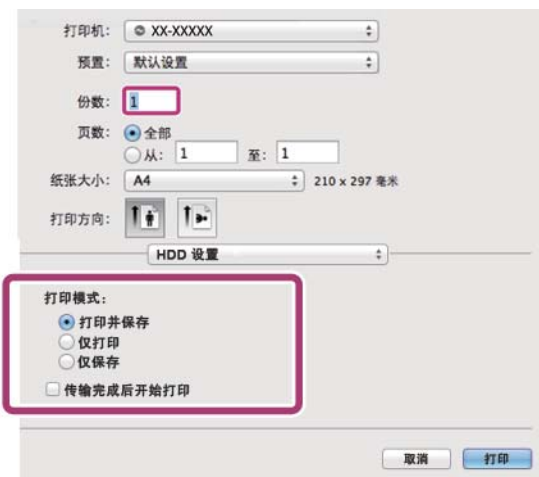 打印机： XX-XXXXX
预置： 默认设置
份数： 1
页数： 全部
从： 1 至： 1
纸张大小： A4 210 x 297 毫米
打印方向：
HDD 设置
打印模式：
打印并保存
仅打印
仅保存
传输完成后开始打印
取消 打印